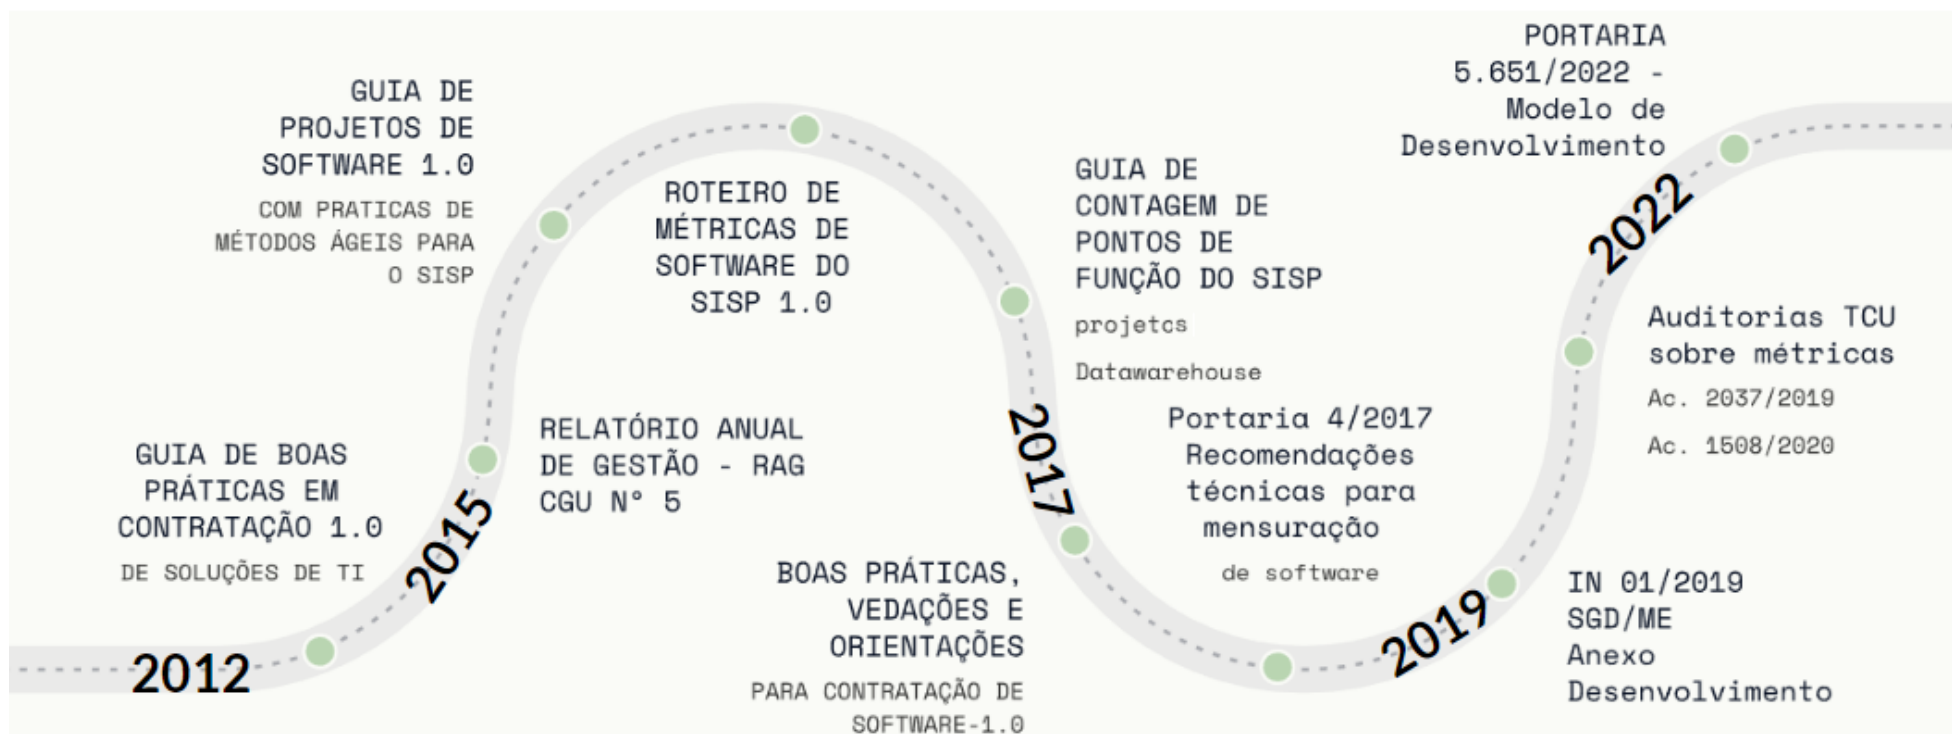 2012
GUIA DE BOAS
PRÁTICAS EM
CONTRATAÇÃO 1.0
DE SOLUÇÕES DE TI
2015
RELATÓRIO ANUAL
DE GESTÃO - RAG
CGU N° 5
GUIA DE
PROJETOS DE
SOFTWARE 1.0
COM PRATICAS DE
MÉTODOS ÁGEIS PARA
O SISP
ROTEIRO DE
MÉTRICAS DE
SOFTWARE DO
SISP 1.0
GUIA DE
CONTAGEM DE
PONTOS DE
FUNÇÃO DO SISP
projetcs
Datawarehouse
2017
BOAS PRÁTICAS,
VEDAÇÕES E
ORIENTAÇÕES
PARA CONTRATAÇÃO DE
SOFTWARE-1.0
Portaria 4/2017
Recomendações
técnicas para
mensuração
de software
2019
IN 01/2019
SGD/ME
Anexo
Desenvolvimento
Auditorias TCU
sobre métricas
Ac. 2037/2019
Ac. 1508/2020
2022
PORTARIA
5.651/2022 -
Modelo de
Desenvolvimento